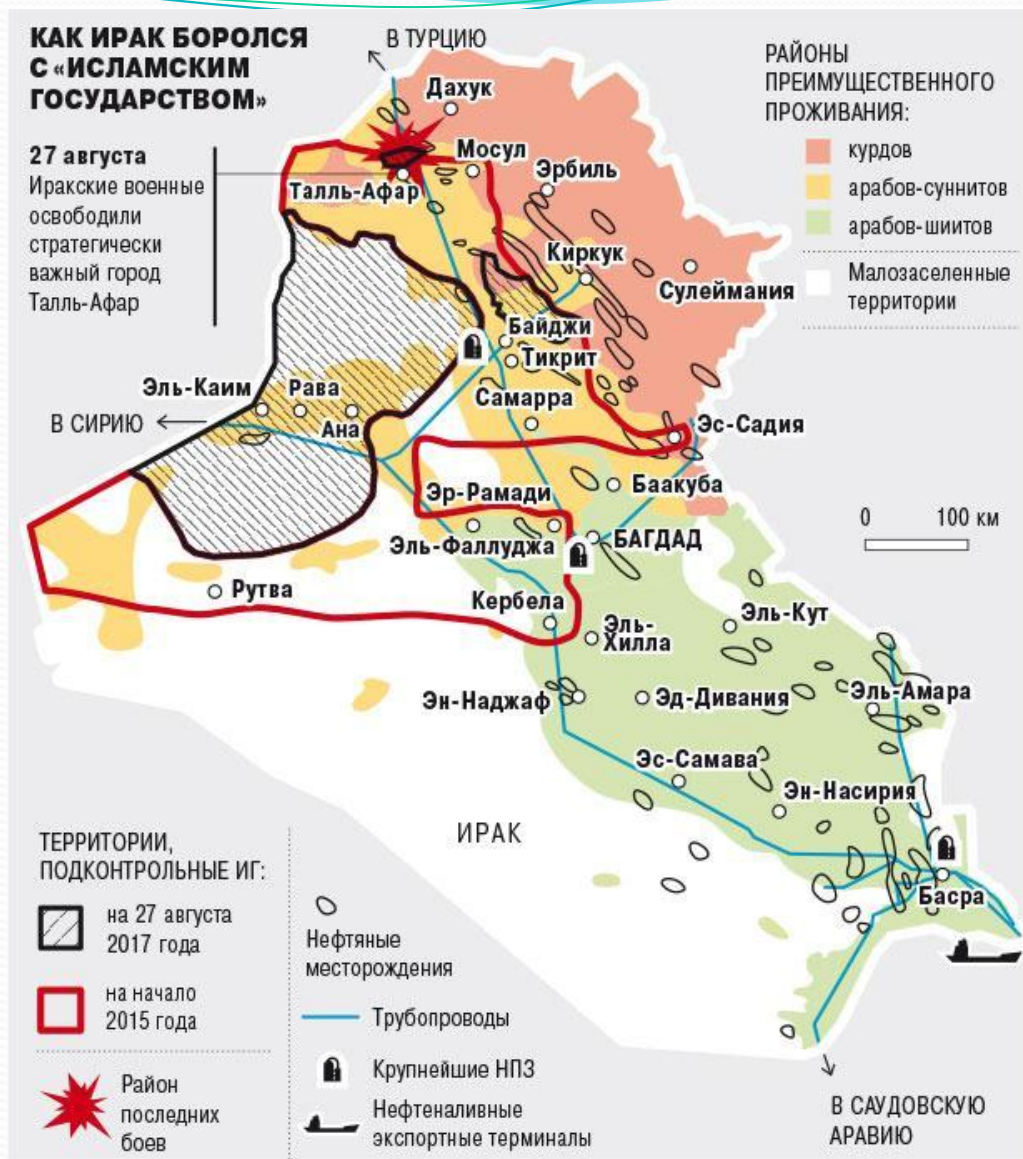 КАК ИРАК БОРОЛСЯ
С «ИСЛАМСКИМ
ГОСУДАРСТВОМ»
27 августа
Иракские военные
освободили
стратегически
важный город
Талль-Афар
В ТУРЦИЮ
РАЙОНЫ
ПРЕИМУЩЕСТВЕННОГО
ПРОЖИВАНИЯ:
курдов
арабов-суннитов
арабов-шиитов
Малозаселенные
территории
Дахук
Мосул
Эрбиль
Талль-Афар
Киркук
Сулеймания
Байджи
Тикрит
Эль-Каим
Рава
Самарра
В СИРИЮ
Ана
Эс-Садия
Эр-Рамади
Баакуба
0 100 км
Эль-Фаллуджа
БАГДАД
Рутва
Кербела
Эль-
Хилла
Эль-Кут
Эн-Наджаф
Эд-Дивания
Эль-Амара
Эс-Самава
Эн-Насирия
ИРАК
Басра
В САУДОВСКУЮ
АРАВИЮ
ТЕРРИТОРИИ,
ПОДКОНТРОЛЬНЫЕ ИГ:
на 27 августа
2017 года
на начало
2015 года
Район
последних
боев
Нефтяные
месторождения
Трубопроводы
Крупнейшие НПЗ
Нефтеналивные
экспортные терминалы